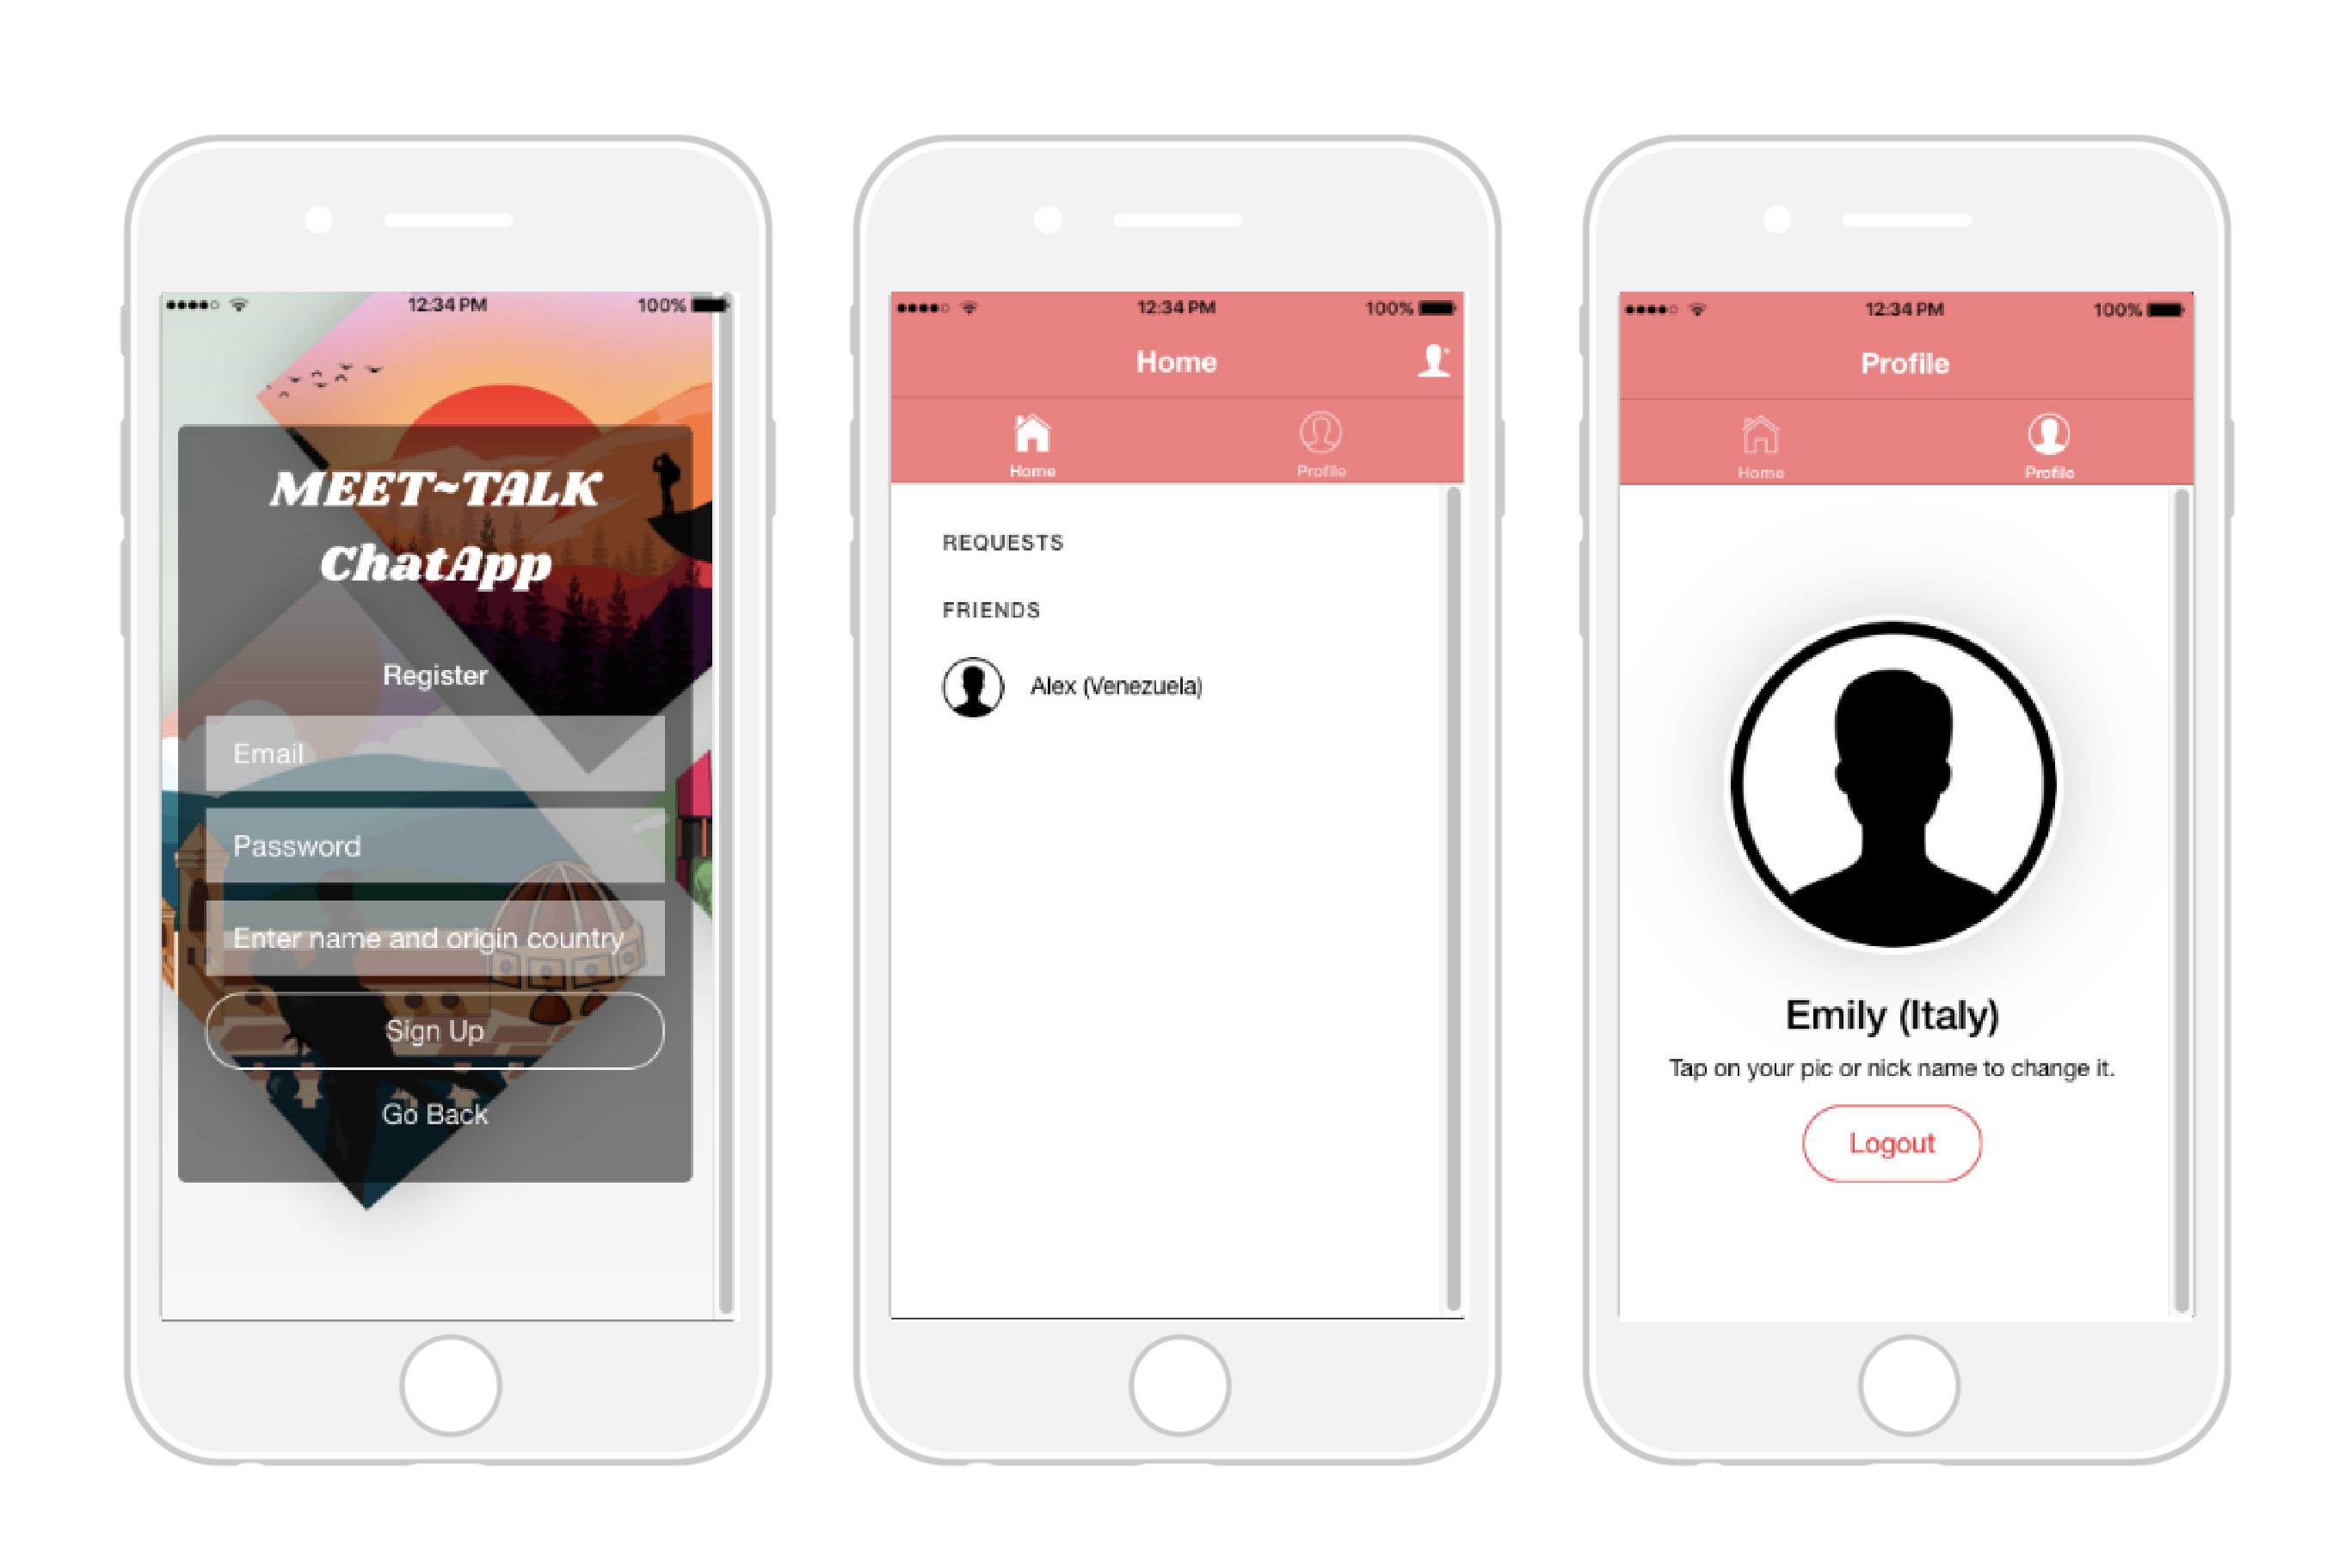 12:34 PM 100%
MEET~TALK
ChatApp
Register
Email
Password
Enter name and origin country
Sign Up
Go Back
12:34 PM 100%
Home
Home Profile
REQUESTS
FRIENDS
Alex (Venezuela)
12:34 PM 100%
Profile
Home Profile
Emily (Italy)
Tap on your pic or nick name to change it.
Logout